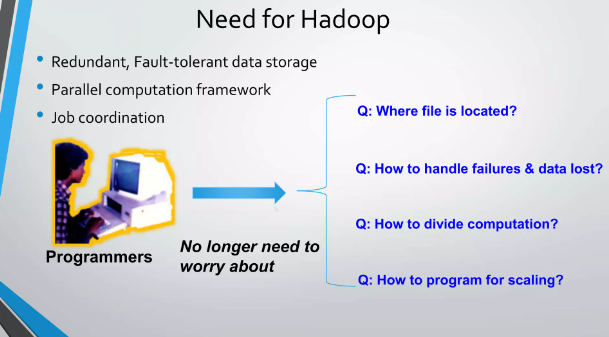 Need for Hadoop
Redundant, Fault-tolerant data storage
Parallel computation framework
Job coordination
Programmers
No longer need to
worry about
Q: Where file is located?
Q: How to handle failures & data lost?
Q: How to divide computation?
Q: How to program for scaling?